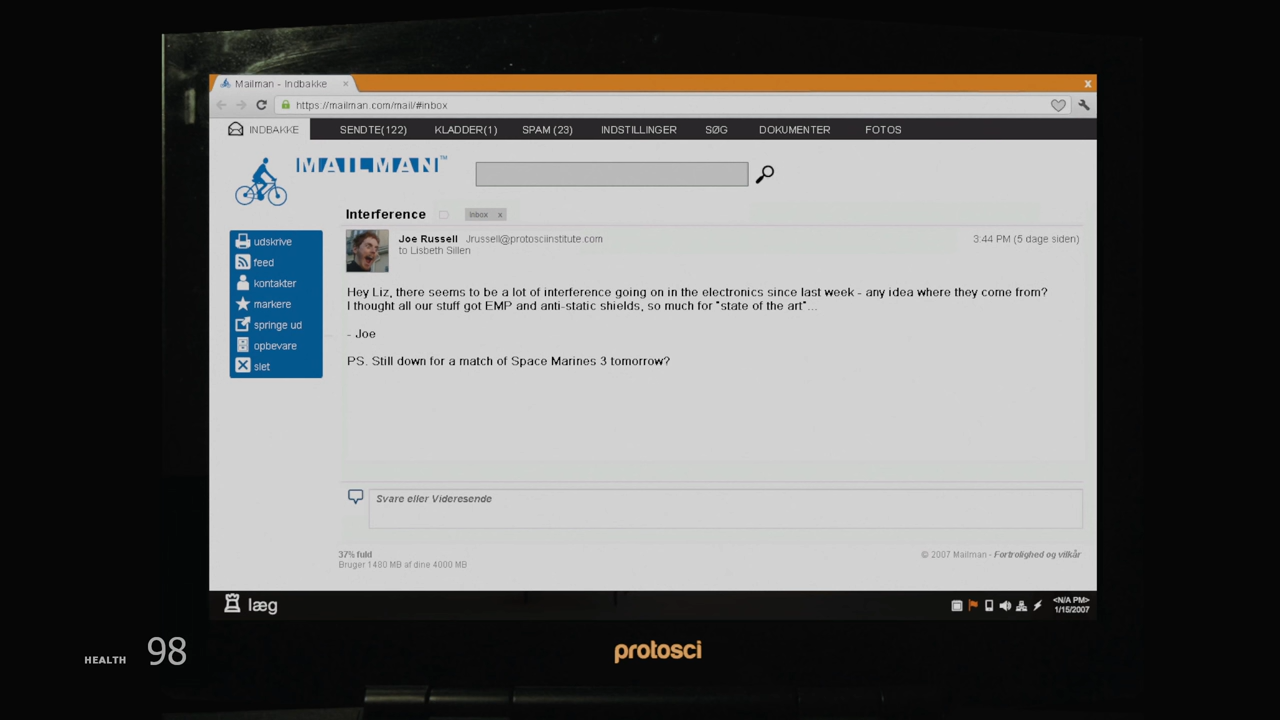 Mailman - Indbakke x
x
https://mailman.com/mail/#inbox
INDBAKKE SENDTE(122) KLADDER(1) SPAM (23) INDSTILLINGER SØG DOKUMENTER FOTOS
MAILMAN™
Interference inbox x
Joe Russell Jrussell@protosciinstitute.com 3:44 PM (5 dage siden)
to Lisbeth Sillen
udskrive
feed
kontakter
markere
springe ud
opbevare
slet
Hey Liz, there seems to be a lot of interference going on in the electronics since last week - any idea where they come from?
I thought all our stuff got EMP and anti-static shields, so much for "state of the art"...
- Joe
PS. Still down for a match of Space Marines 3 tomorrow?
Svare eller Videresende
37% fuld
Bruger 1480 MB af dine 4000 MB
© 2007 Mailman - Fortrolighed og vilkår
læg
<N/A PM>
1/15/2007
protosci
HEALTH 98